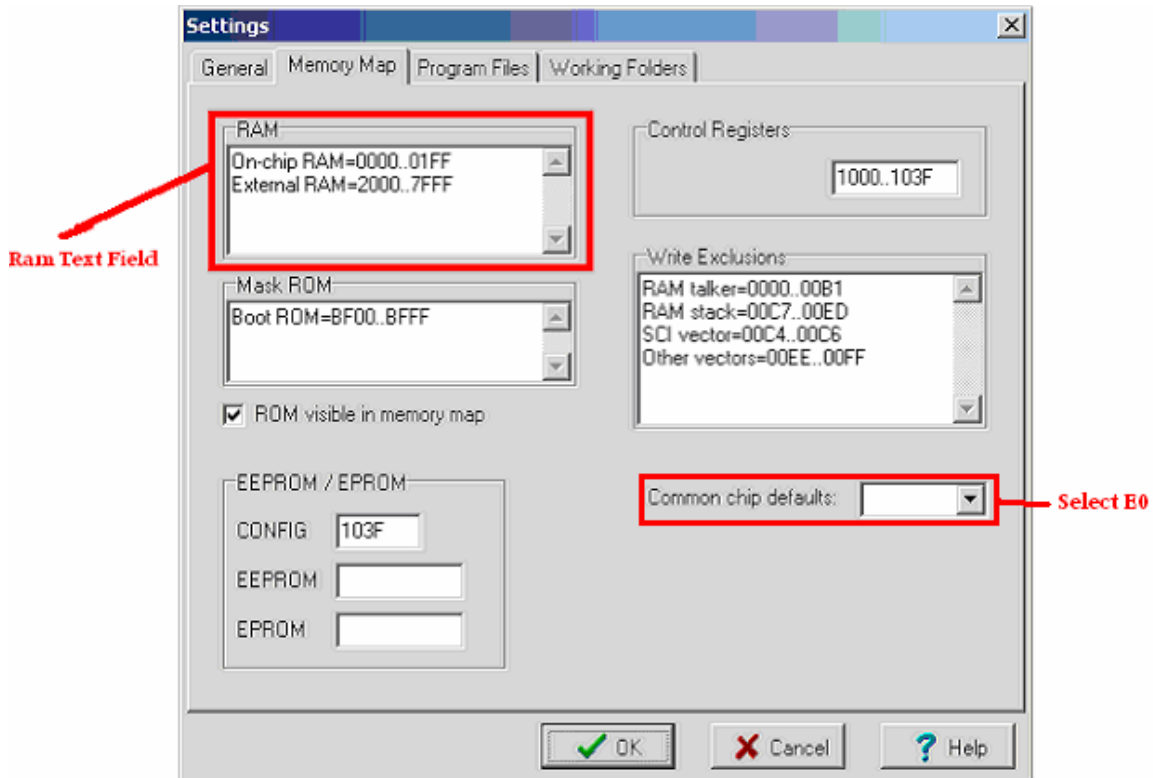 Settings
General
Memory Map
Program Files
Working Folders
RAM
On-chip RAM=0000..01FF
External RAM=2000..7FFF
Ram Text Field
Mask ROM
Boot ROM=BF00..BFFF
ROM visible in memory map
EEPROM / EPROM
CONFIG
103F
EEPROM
EPROM
Control Registers
1000..103F
Write Exclusions
RAM talker=0000..00B1
RAM stack=00C7..00ED
SCI vector=00C4..00C6
Other vectors=00EE..00FF
Common chip defaults:
Select E0
OK
Cancel
Help